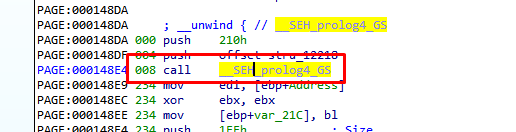 PAGE:000148DA
PAGE:000148DA ; __unwind { // __SEH_prolog4_GS
PAGE:000148DA 000 push 210h
PAGE:000148DF 004 push offset stru_12218
PAGE:000148E4 008 call __SEH_prolog4_GS
PAGE:000148E9 234 mov edi, [ebp+Address]
PAGE:000148EC 234 xor ebx, ebx
PAGE:000148EE 234 mov [ebp+var_21C], bl
PAGE:000148F4 234 push 1FFh ; Size